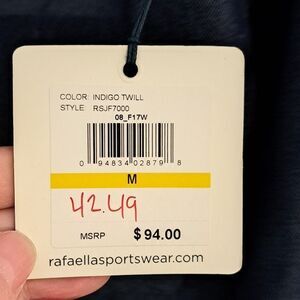 COLOR: INDIGO TWILL
STYLE: RSJF7000
08_F17W
0 94834 02879 8
M
42.49
MSRP $94.00
rafaellasportswear.com